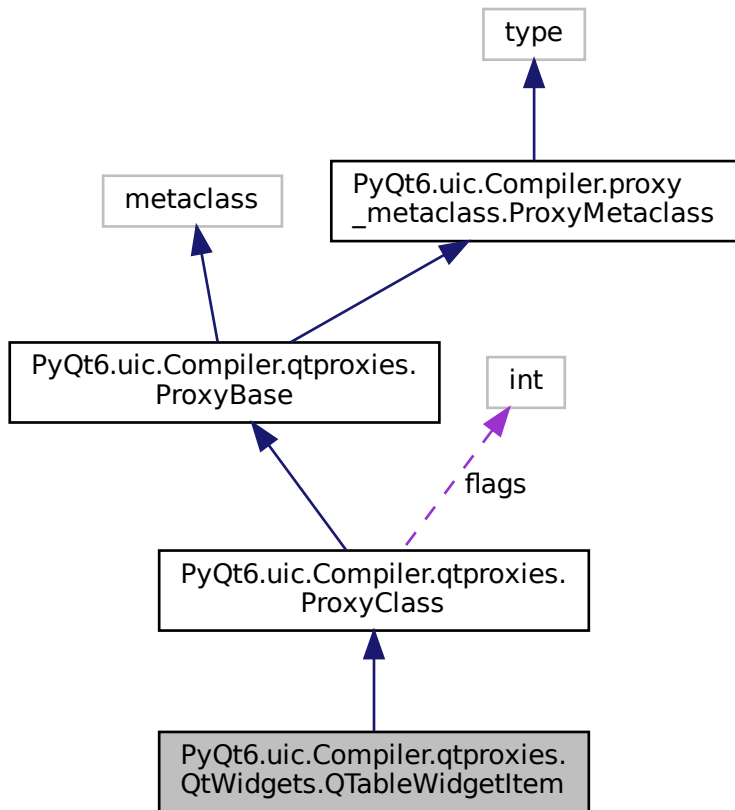 type
PyQt6.uic.Compiler.proxy
_metaclass.ProxyMetaclass
metaclass
PyQt6.uic.Compiler.qtproxies.
ProxyBase
int
flags
PyQt6.uic.Compiler.qtproxies.
ProxyClass
PyQt6.uic.Compiler.qtproxies.
QtWidgets.QTableWidgetItem